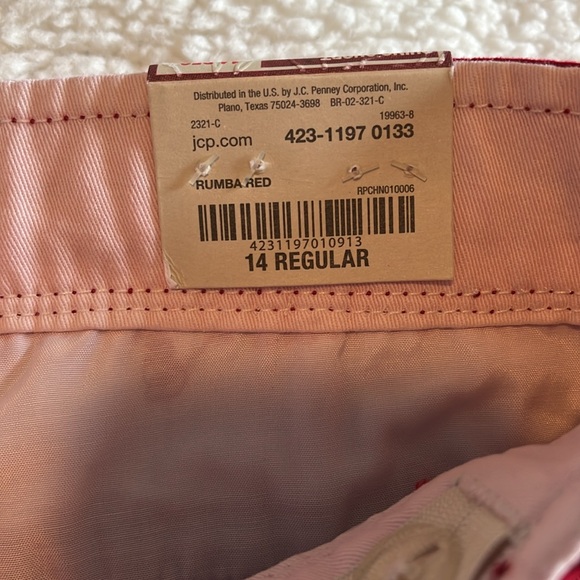 Distributed in the U.S. by J.C. Penney Corporation, Inc.
Plano, Texas 75024-3698 BR-02-321-C
2321-C 19963-8
jcp.com 423-1197 0133
RUMBA RED RPCHN010006
4231197010913
14 REGULAR